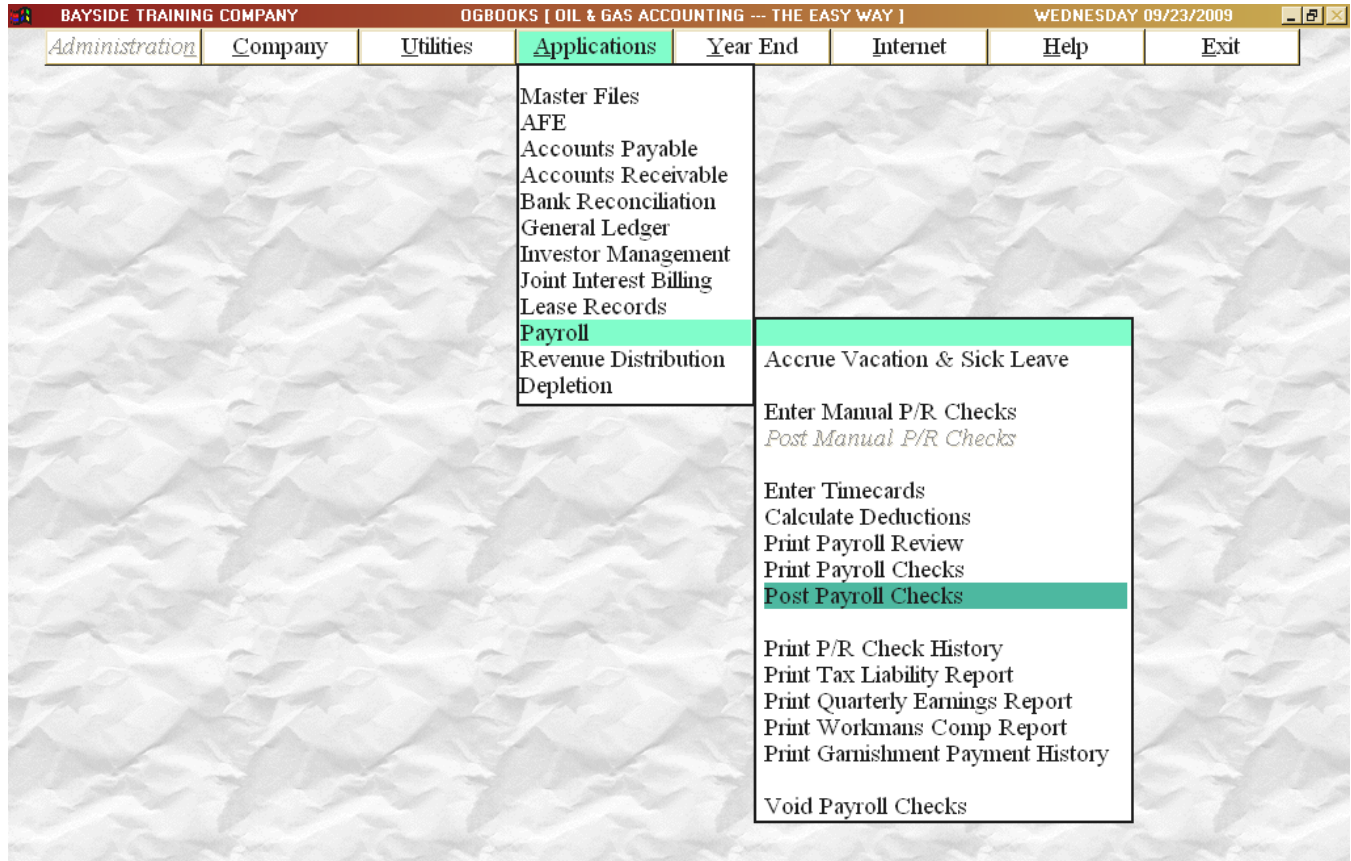 BAYSIDE TRAINING COMPANY OGBOOKS [ OIL & GAS ACCOUNTING --- THE EASY WAY ] WEDNESDAY 09/23/2009
Administration Company Utilities Applications Year End Internet Help Exit
Master Files
AFE
Accounts Payable
Accounts Receivable
Bank Reconciliation
General Ledger
Investor Management
Joint Interest Billing
Lease Records
Payroll
Revenue Distribution
Depletion
Accrue Vacation & Sick Leave
Enter Manual P/R Checks
Post Manual P/R Checks
Enter Timecards
Calculate Deductions
Print Payroll Review
Print Payroll Checks
Post Payroll Checks
Print P/R Check History
Print Tax Liability Report
Print Quarterly Earnings Report
Print Workmans Comp Report
Print Garnishment Payment History
Void Payroll Checks